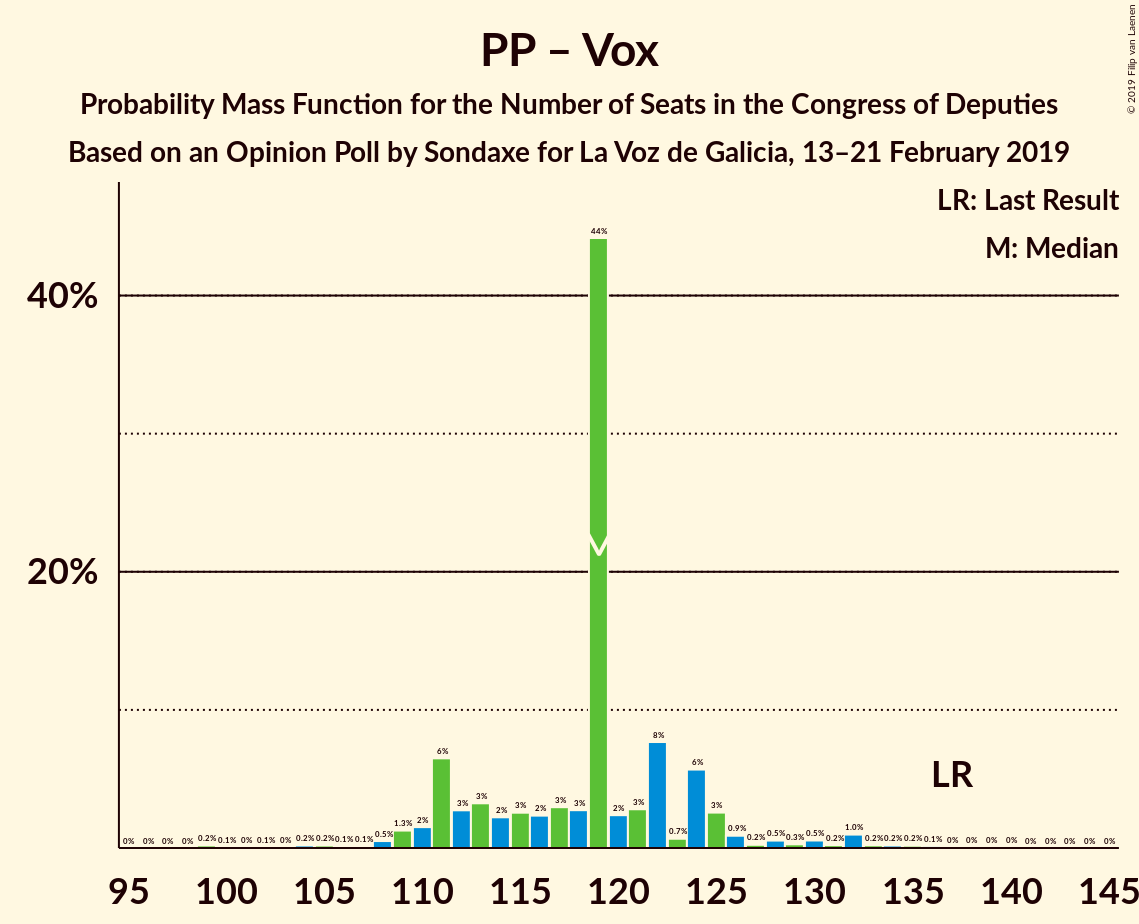 PP – Vox
Probability Mass Function for the Number of Seats in the Congress of Deputies
Based on an Opinion Poll by Sondaxe for La Voz de Galicia, 13–21 February 2019
© 2019 Filip van Laenen
LR: Last Result
M: Median
40%
20%
0% 0% 0% 0% 0.2% 0.1% 0% 0.1% 0% 0.2% 0.2% 0.1% 0.1% 0.5% 1.3% 2% 6% 3% 3% 2% 3% 2% 3% 3% 44% 2% 3% 8% 0.7% 6% 3% 0.9% 0.2% 0.5% 0.3% 0.5% 0.2% 1.0% 0.2% 0.2% 0.2% 0.1% 0% 0% 0% 0% 0% 0% 0% 0% 0%
LR
95 100 105 110 115 120 125 130 135 140 145